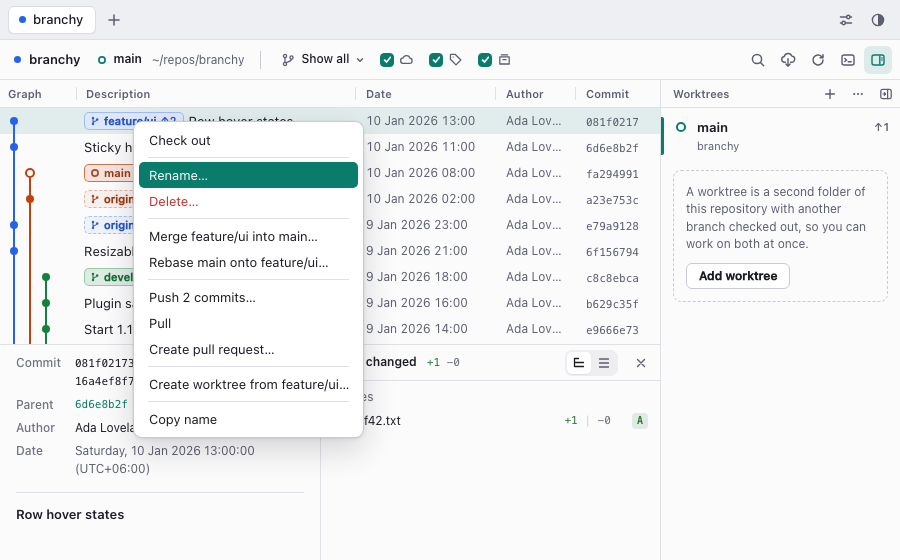 branchy
branchy main ~/repos/branchy Show all
Graph Description Date Author Commit Worktrees
feature/ui ↑2 Row hover states 10 Jan 2026 13:00 Ada Lov... 081f0217
Sticky h 10 Jan 2026 11:00 Ada Lov... 6d6e8b2f
main 10 Jan 2026 08:00 Ada Lov... fa294991
origin 10 Jan 2026 02:00 Ada Lov... a23e753c
origin 9 Jan 2026 23:00 Ada Lov... e79a9128
Resizabl 9 Jan 2026 21:00 Ada Lov... 6f156794
devel 9 Jan 2026 18:00 Ada Lov... c8c8ebca
Plugin sa 9 Jan 2026 16:00 Ada Lov... b629c35f
Start 1.1 9 Jan 2026 14:00 Ada Lov... e9666e73
Check out
Rename...
Delete...
Merge feature/ui into main...
Rebase main onto feature/ui...
Push 2 commits...
Pull
Create pull request...
Create worktree from feature/ui...
Copy name
main ↑1
branchy
A worktree is a second folder of
this repository with another
branch checked out, so you can
work on both at once.
Add worktree
Commit 081f02173
16a4ef8f7
Parent 6d6e8b2f
Author Ada Lovela
Date Saturday, 10 Jan 2026 13:00:00
(UTC+06:00)
Row hover states
changed +1 −0
es
f42.txt +1 −0 A